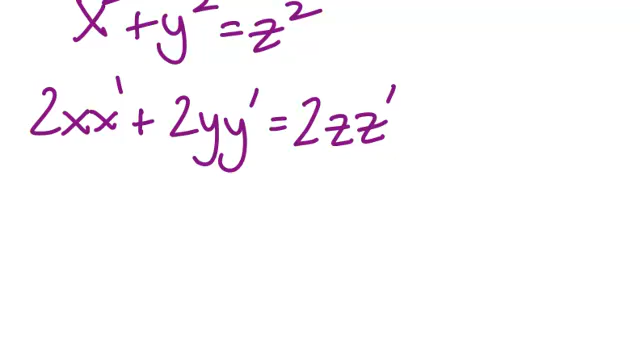 x² + y² = z²
2xx' + 2yy' = 2zz'